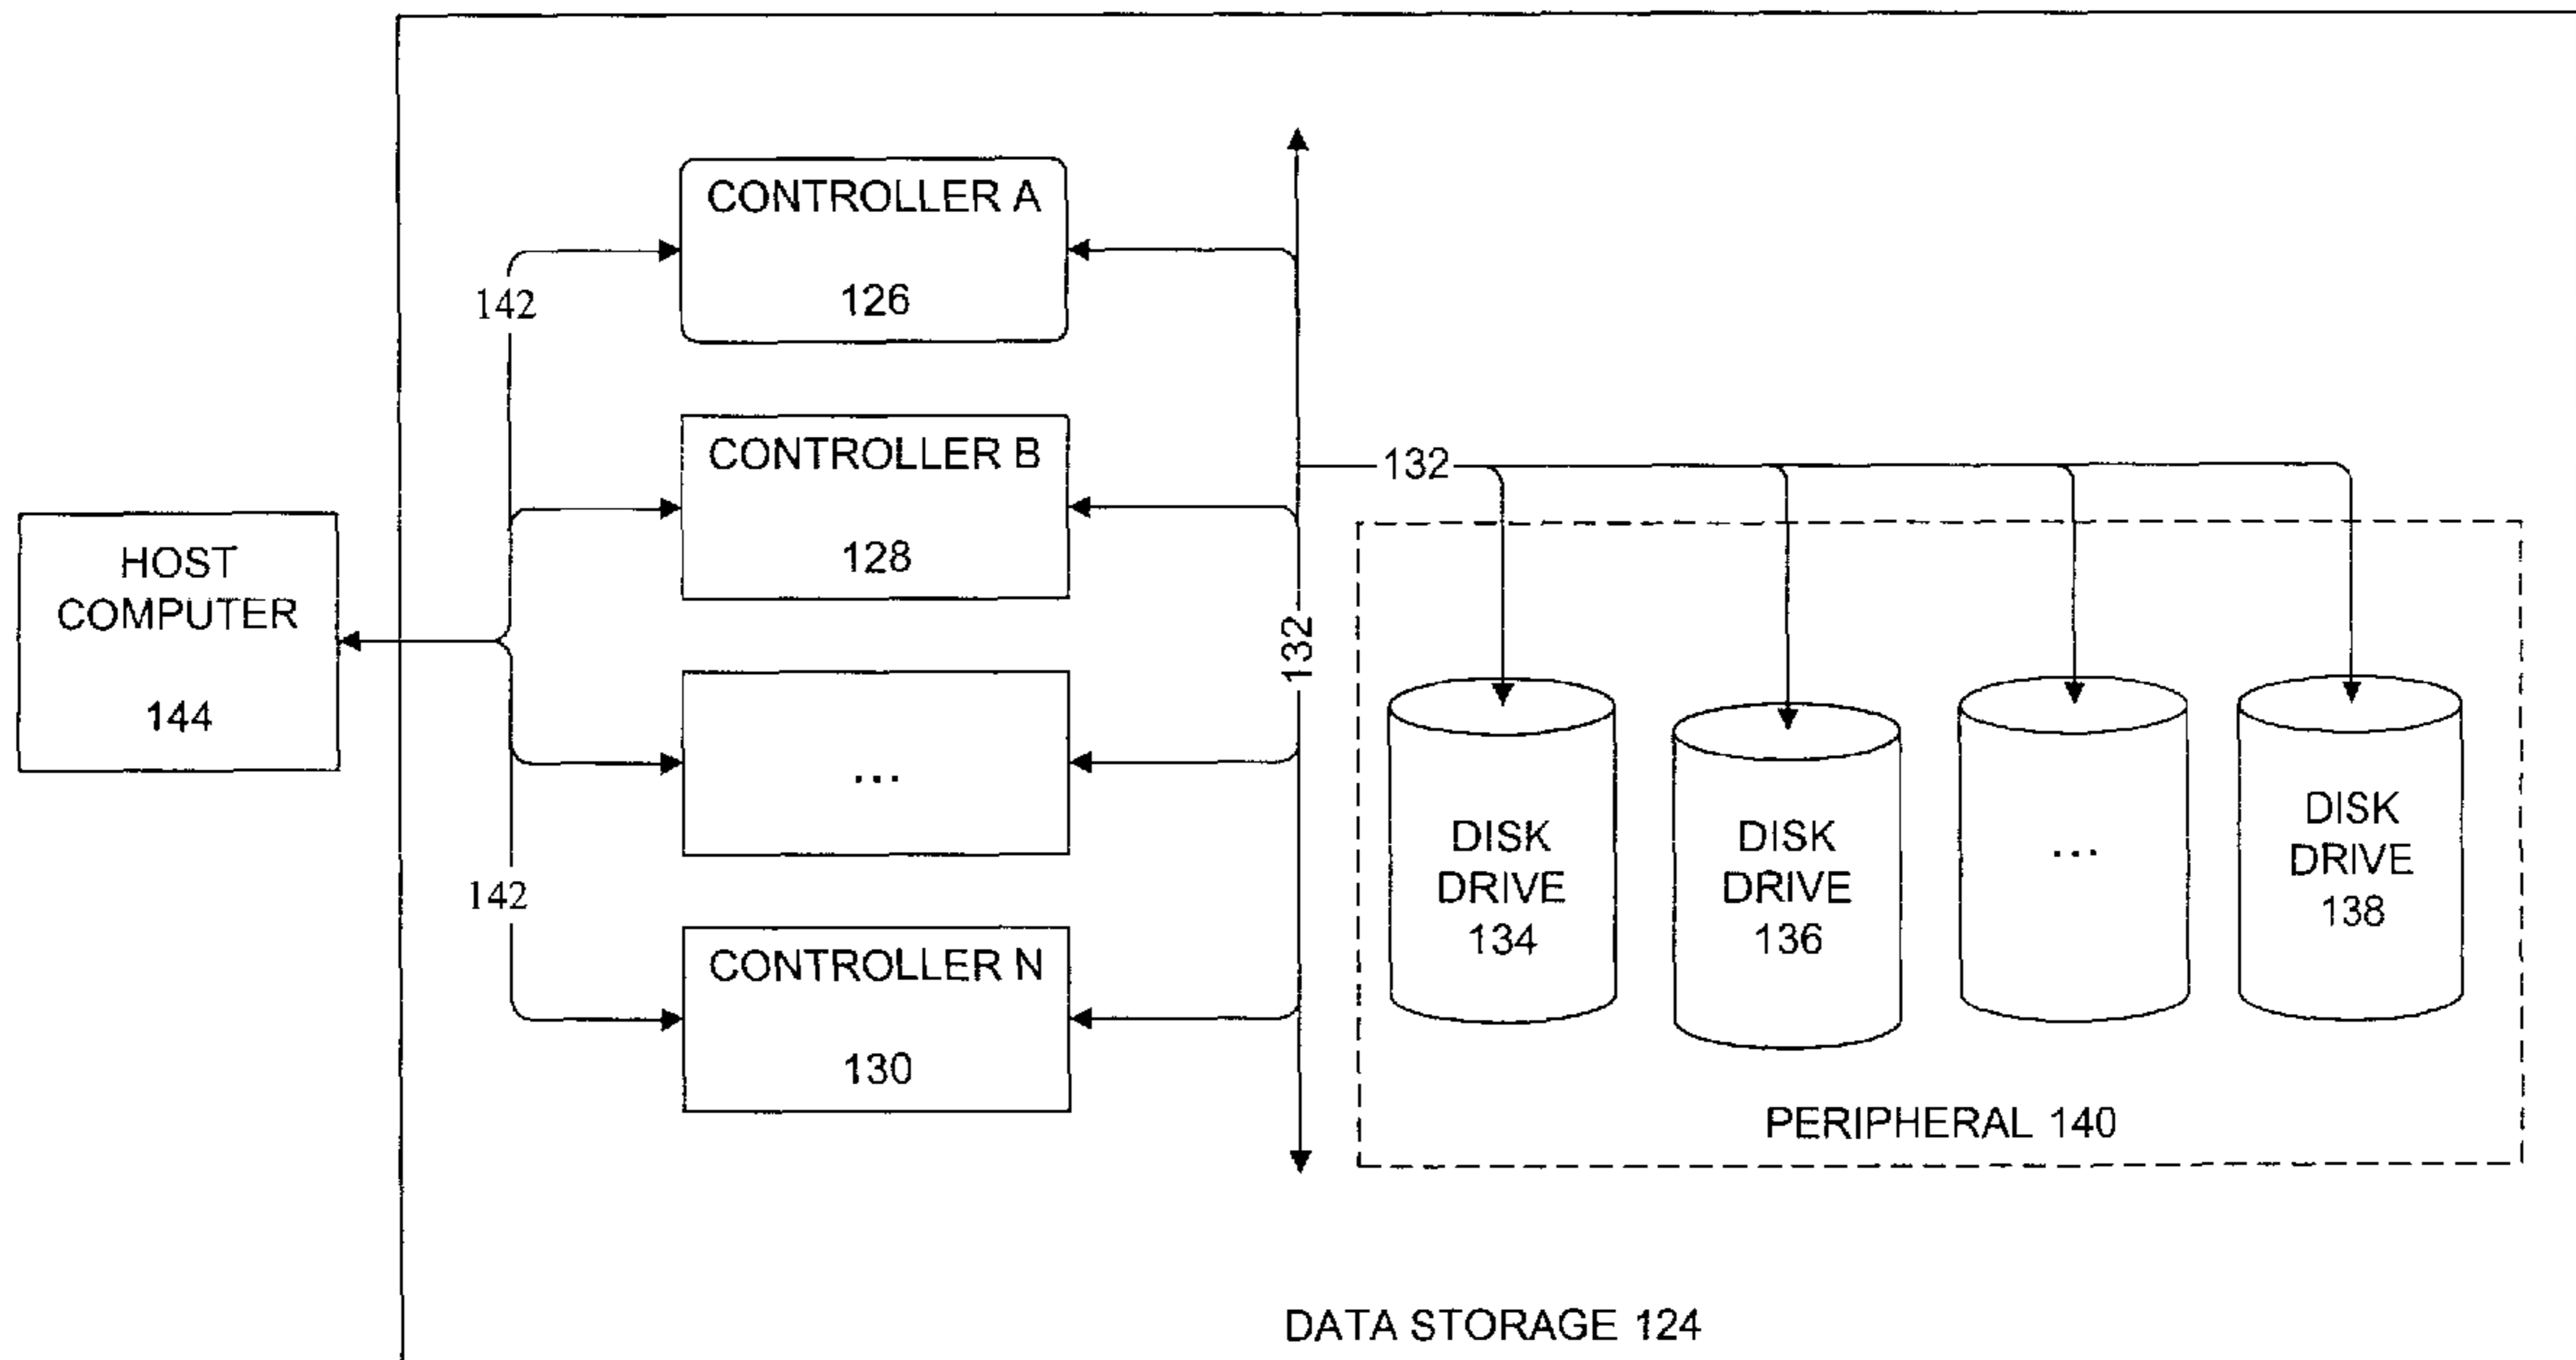 CONTROLLER A
126
142
CONTROLLER B
128
132
HOST
COMPUTER
144
132
...
142
CONTROLLER N
130
DISK
DRIVE
134
DISK
DRIVE
136
...
DISK
DRIVE
138
PERIPHERAL 140
DATA STORAGE 124